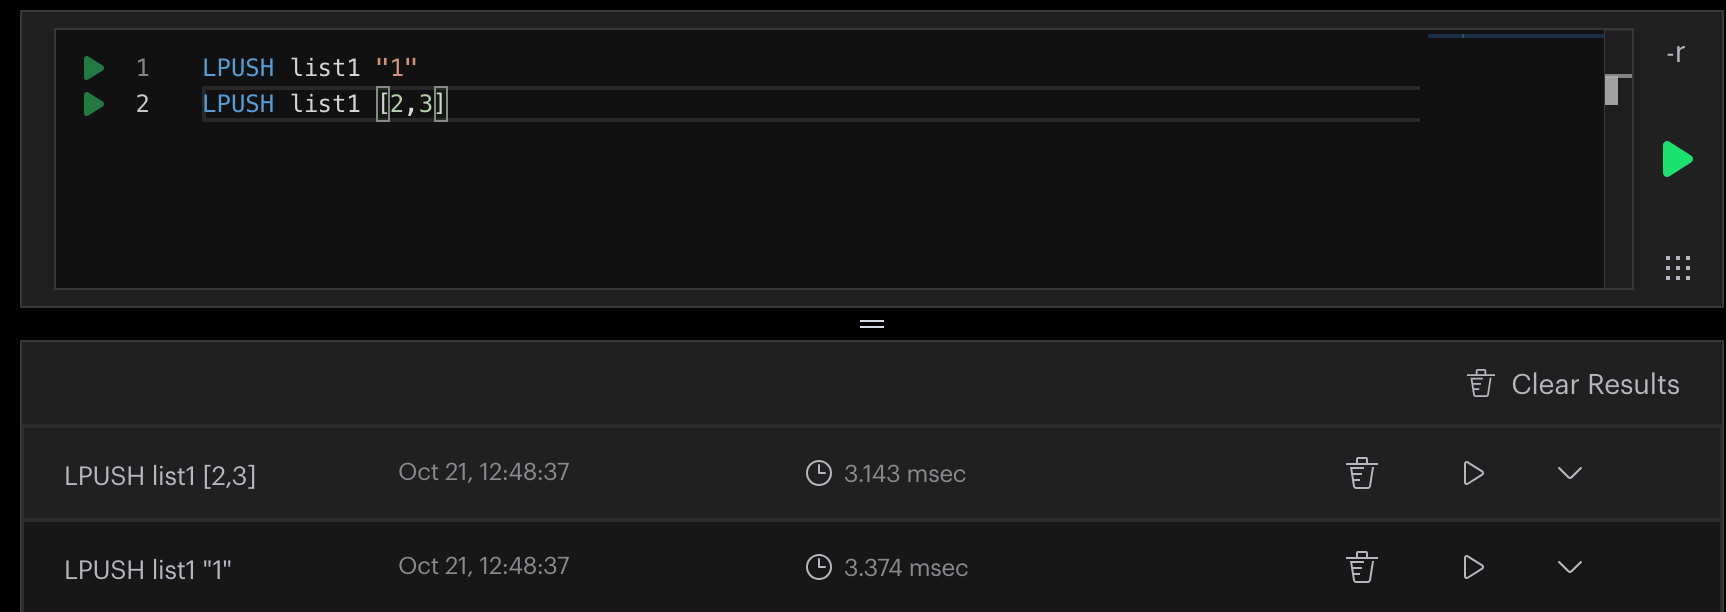 1 LPUSH list1 "1"
2 LPUSH list1 [2,3]
-r
Clear Results
LPUSH list1 [2,3] Oct 21, 12:48:37 3.143 msec
LPUSH list1 "1" Oct 21, 12:48:37 3.374 msec